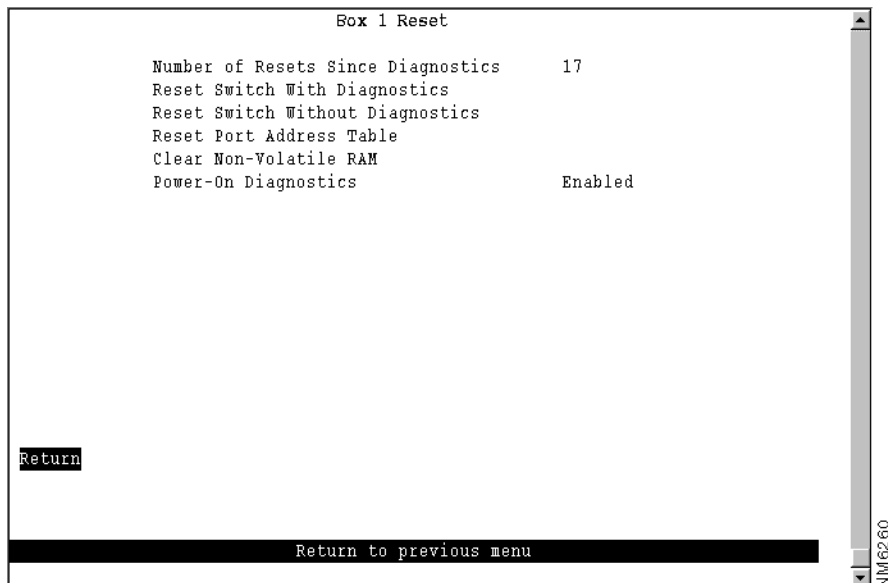 Box 1 Reset
Number of Resets Since Diagnostics 17
Reset Switch With Diagnostics
Reset Switch Without Diagnostics
Reset Port Address Table
Clear Non-Volatile RAM
Power-On Diagnostics Enabled
Return
Return to previous menu
NM6260